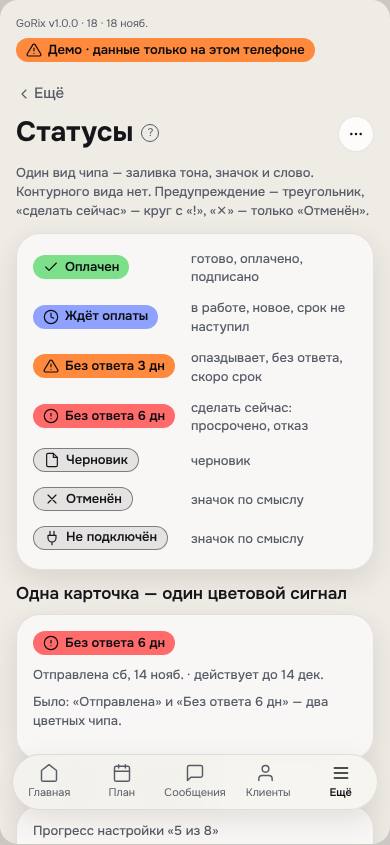 GoRix v1.0.0 · 18 · 18 нояб.
Демо · данные только на этом телефоне
Ещё
Статусы ?
Один вид чипа — заливка тона, значок и слово.
Контурного вида нет. Предупреждение — треугольник,
«сделать сейчас» — круг с «!», «✕» — только «Отменён».
Оплачен
готово, оплачено,
подписано
Ждёт оплаты
в работе, новое, срок не
наступил
Без ответа 3 дн
опаздывает, без ответа,
скоро срок
Без ответа 6 дн
сделать сейчас:
просрочено, отказ
Черновик
черновик
Отменён
значок по смыслу
Не подключён
значок по смыслу
Одна карточка — один цветовой сигнал
Без ответа 6 дн
Отправлена сб, 14 нояб. · действует до 14 дек.
Было: «Отправлена» и «Без ответа 6 дн» — два
цветных чипа.
Главная
План
Сообщения
Клиенты
Ещё
Прогресс настройки «5 из 8»